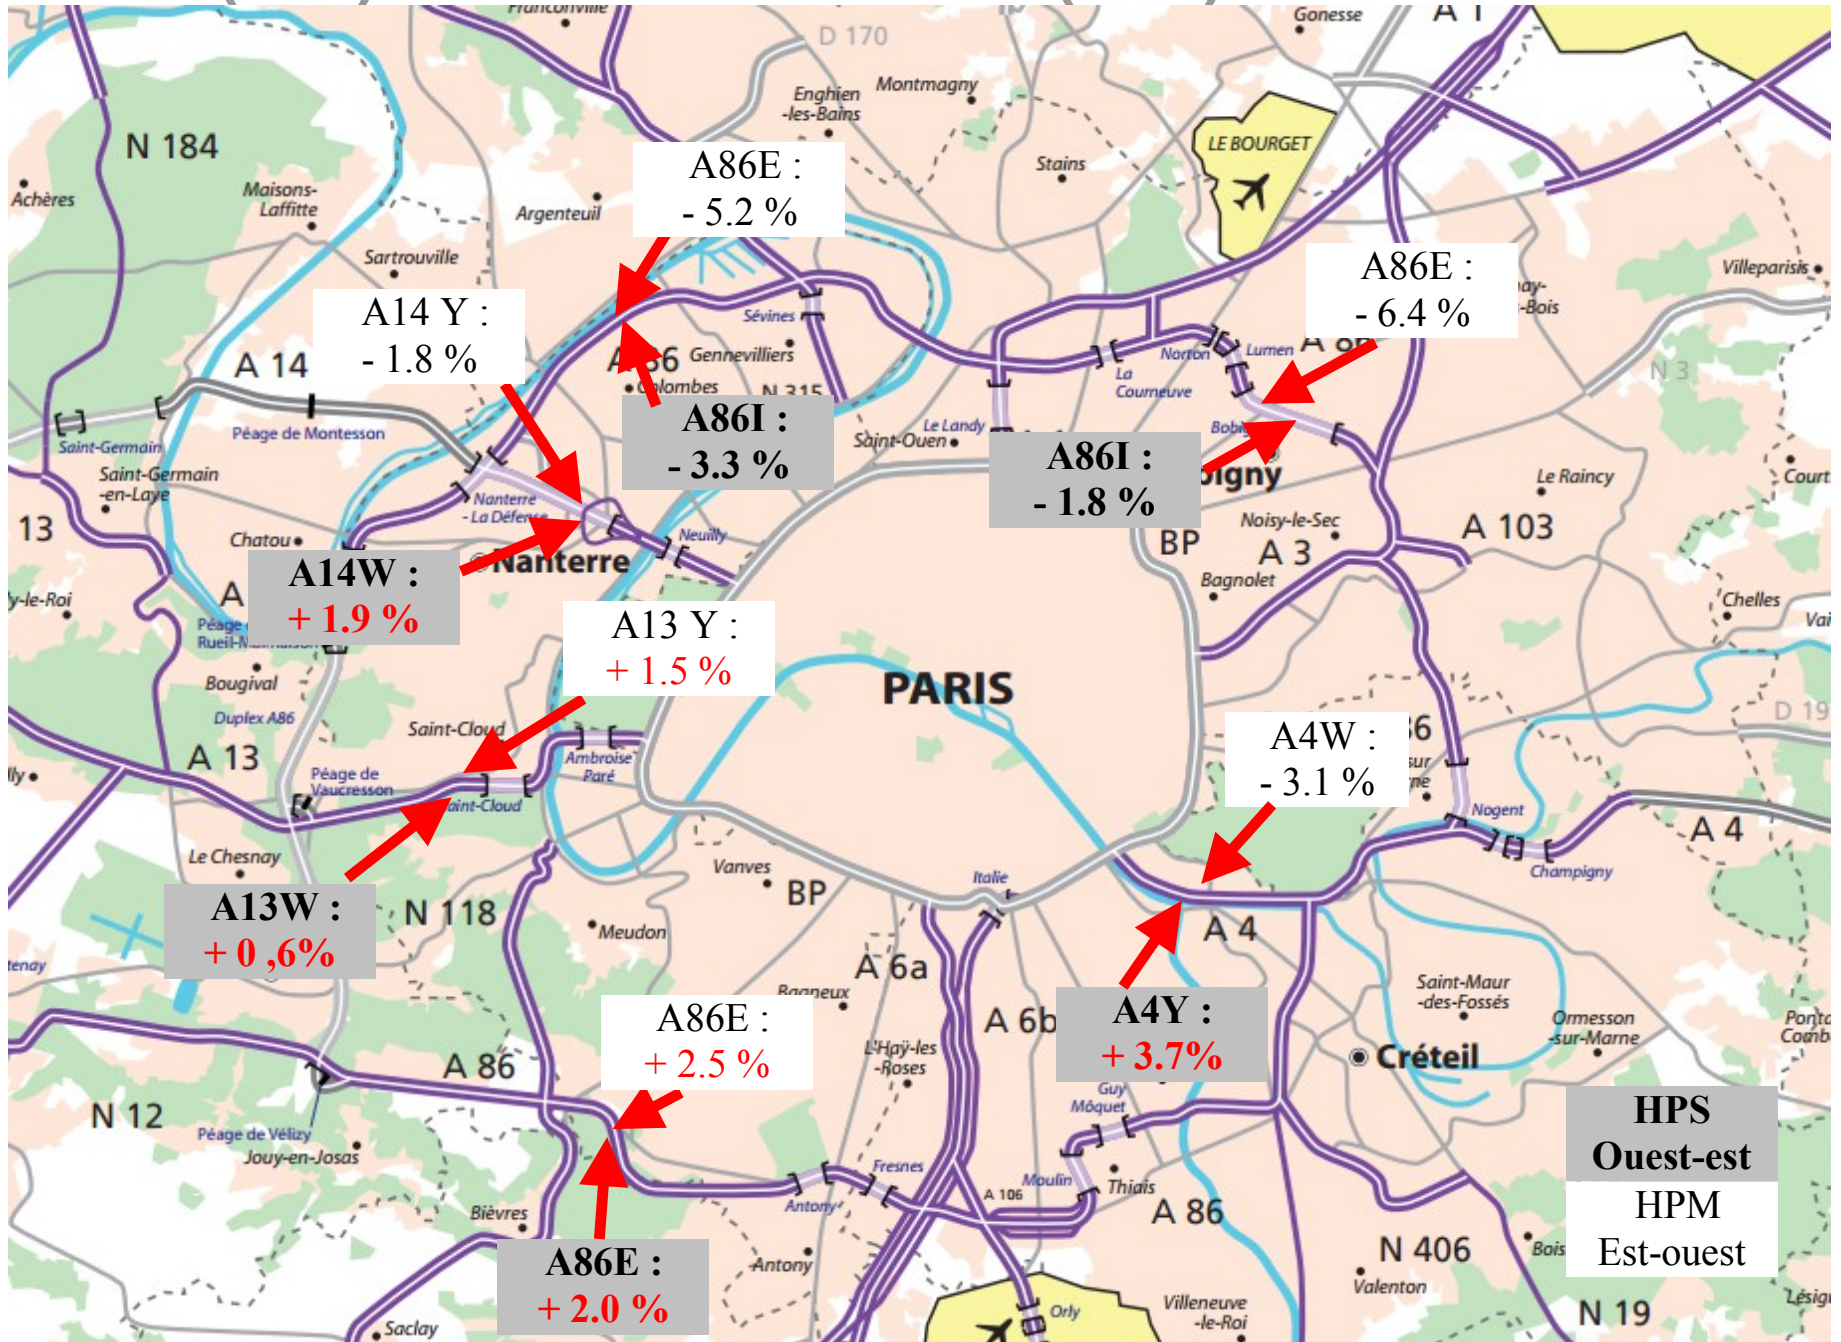 Franconville
D 170
Gonesse
A 1
Montmagny
Enghien
-les-Bains
N 184
LE BOURGET
Achères
Maisons-
Laffitte
Argenteuil
A86E :
- 5.2 %
Stains
Sartrouville
A86E :
- 6.4 %
Villeparisis
A14 Y :
- 1.8 %
Sévines
A 14
Gennevilliers
Colombes
N 315
Norton
Lumen
A 86
La
Courneuve
N 3
Péage de Montesson
A86I :
- 3.3 %
Saint-Ouen
Le Landy
A86I :
- 1.8 %
Saint-Germain
Saint-Germain
-en-Laye
Le Raincy
Nanterre
- La Défense
Neuilly
Noisy-le-Sec
A 103
13
Chatou
Nanterre
BP
A 3
Bagnolet
A14W :
+ 1.9 %
Chelles
A13 Y :
+ 1.5 %
Bougival
PARIS
Duplex A86
Saint-Cloud
A4W :
- 3.1 %
A 13
Péage de
Vaucresson
Ambroise
Paré
Nogent
A 4
Le Chesnay
Vanves
BP
Italie
Champigny
A13W :
+ 0 ,6%
N 118
Meudon
A 4
A 6a
Bagneux
Saint-Maur
-des-Fossés
Ormesson
-sur-Marne
A86E :
+ 2.5 %
A 6b
A4Y :
+ 3.7%
L'Haÿ-les
-Roses
Créteil
A 86
N 12
Guy
Môquet
Péage de Vélizy
Jouy-en-Josas
HPS
Ouest-est
HPM
Est-ouest
Fresnes
Moulin
Thiais
A 106
Antony
Bièvres
A 86
N 406
A86E :
+ 2.0 %
Antony
Valenton
Orly
Villeneuve
-le-Roi
N 19
Saclay